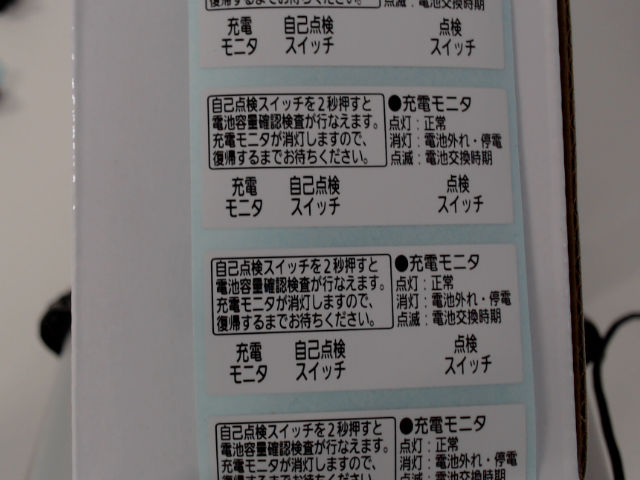 復帰するまでお待ちください。
点滅：電池交換時期
充電
モニタ
自己点検
スイッチ
点検
スイッチ
自己点検スイッチを2秒押すと
電池容量確認検査が行なえます。
充電モニタが消灯しますので、
復帰するまでお待ちください。
●充電モニタ
点灯：正常
消灯：電池外れ・停電
点滅：電池交換時期
充電
モニタ
自己点検
スイッチ
点検
スイッチ
自己点検スイッチを2秒押すと
電池容量確認検査が行なえます。
充電モニタが消灯しますので、
復帰するまでお待ちください。
●充電モニタ
点灯：正常
消灯：電池外れ・停電
点滅：電池交換時期
充電
モニタ
自己点検
スイッチ
点検
スイッチ
自己点検スイッチを2秒押すと
電池容量確認検査が行なえます。
充電モニタが消灯しますので、
●充電モニタ
点灯：正常
消灯：電池外れ・停電
点滅：電池交換時期